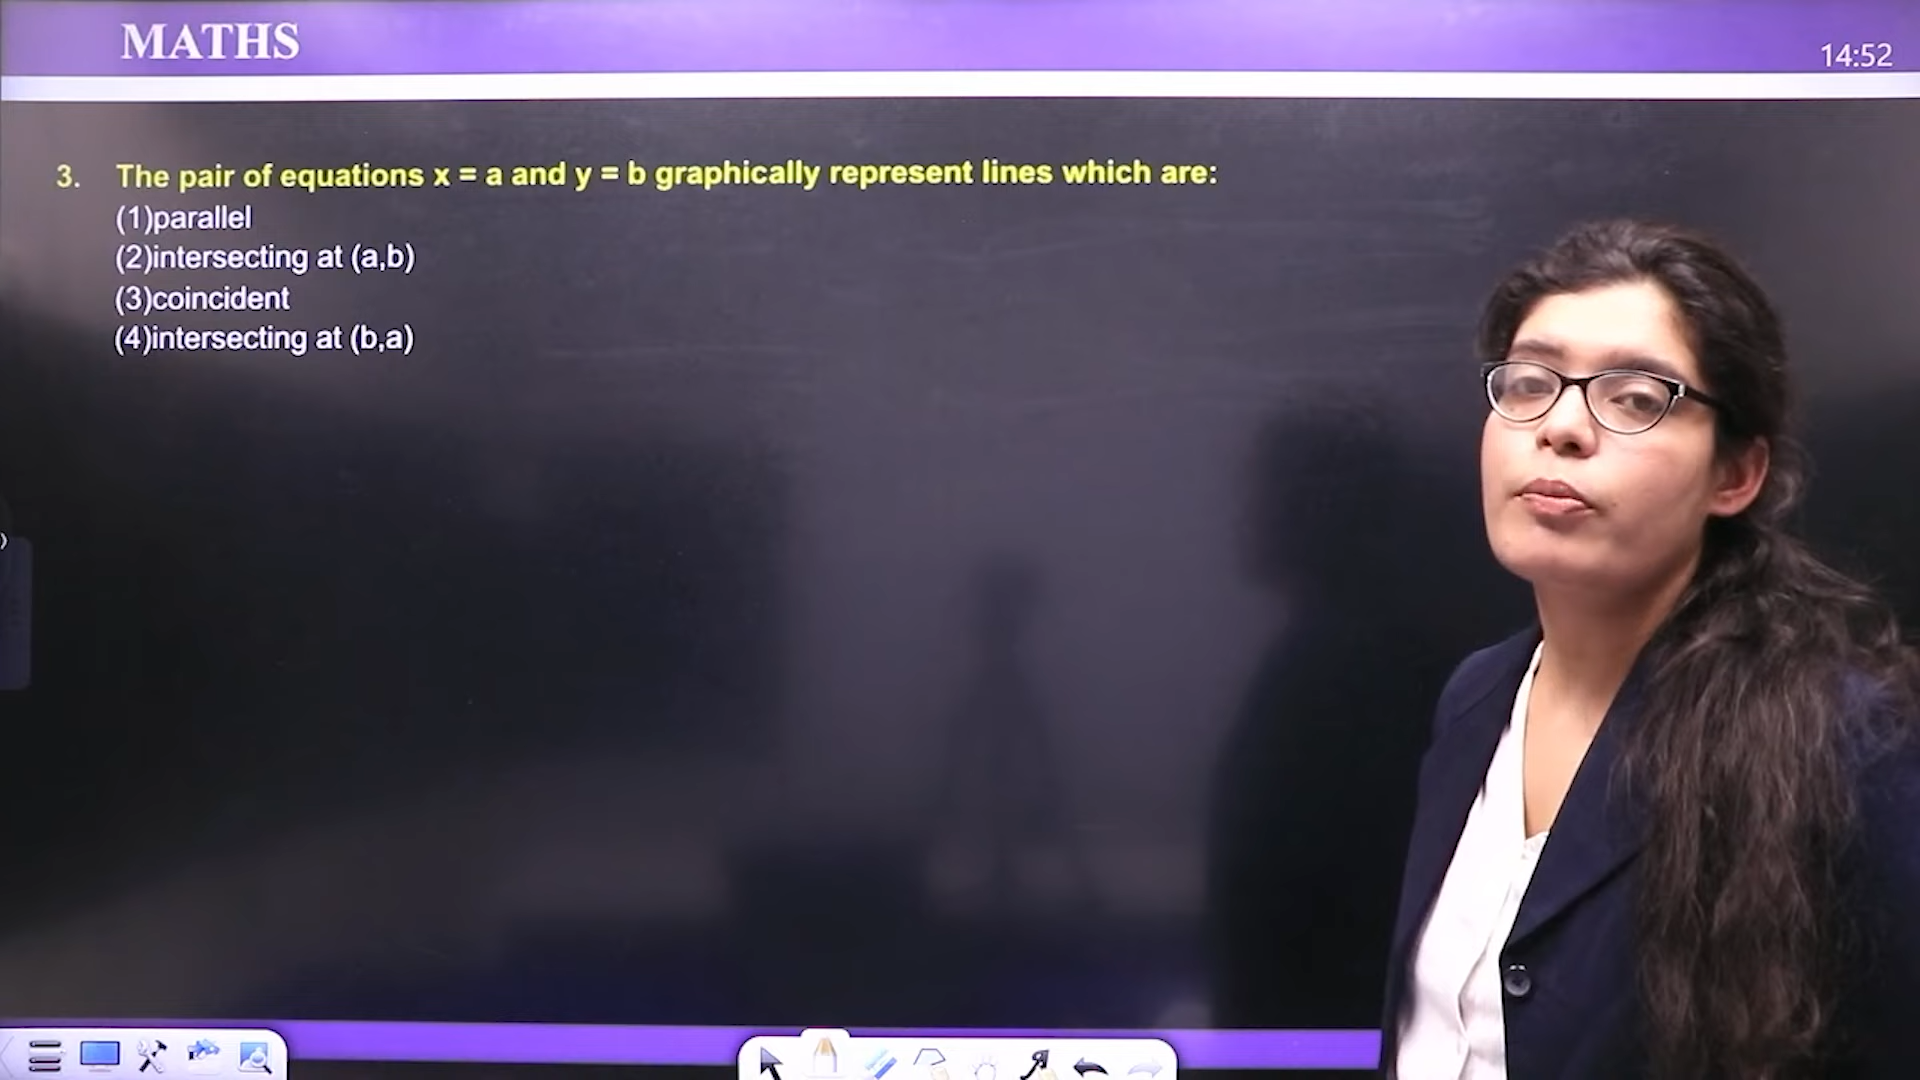 MATHS
14:52
3. The pair of equations x = a and y = b graphically represent lines which are:
(1)parallel
(2)intersecting at (a,b)
(3)coincident
(4)intersecting at (b,a)